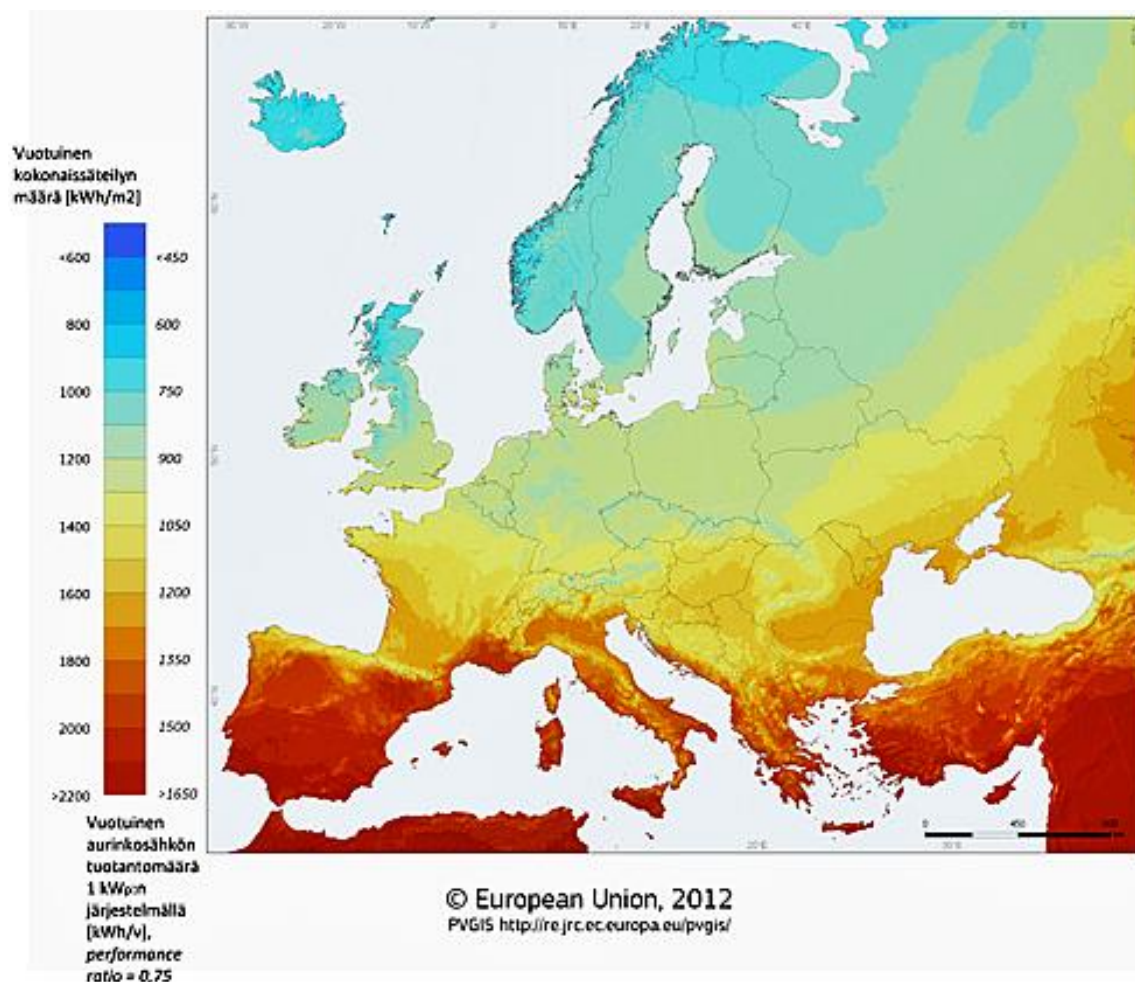 Vuotuinen
kokonaissäteilyn
määrä [kWh/m2]
<600 <450
800 600
1000 750
1200 900
1400 1050
1600 1200
1800 1350
2000 1500
>2200 >1650
Vuotuinen
aurinkosähkön
tuotantomäärä
1 kWp:n
järjestelmällä
[kWh/v],
performance
ratio = 0,75
© European Union, 2012
PVGIS http://re.jrc.ec.europa.eu/pvgis/